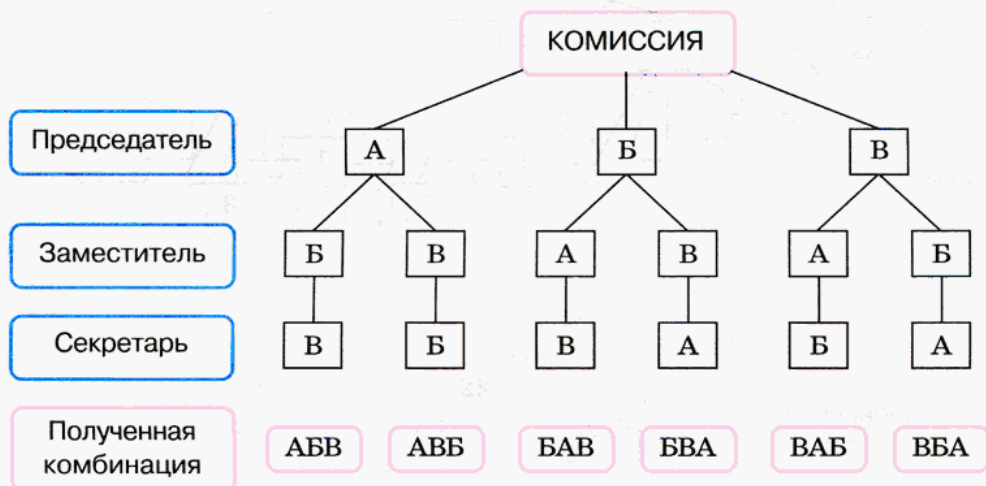 КОМИССИЯ
Председатель
А Б В
Заместитель
Б В А В А Б
Секретарь
В Б В А Б А
Полученная
комбинация
АБВ АВБ БАВ БВА ВАБ ВБА